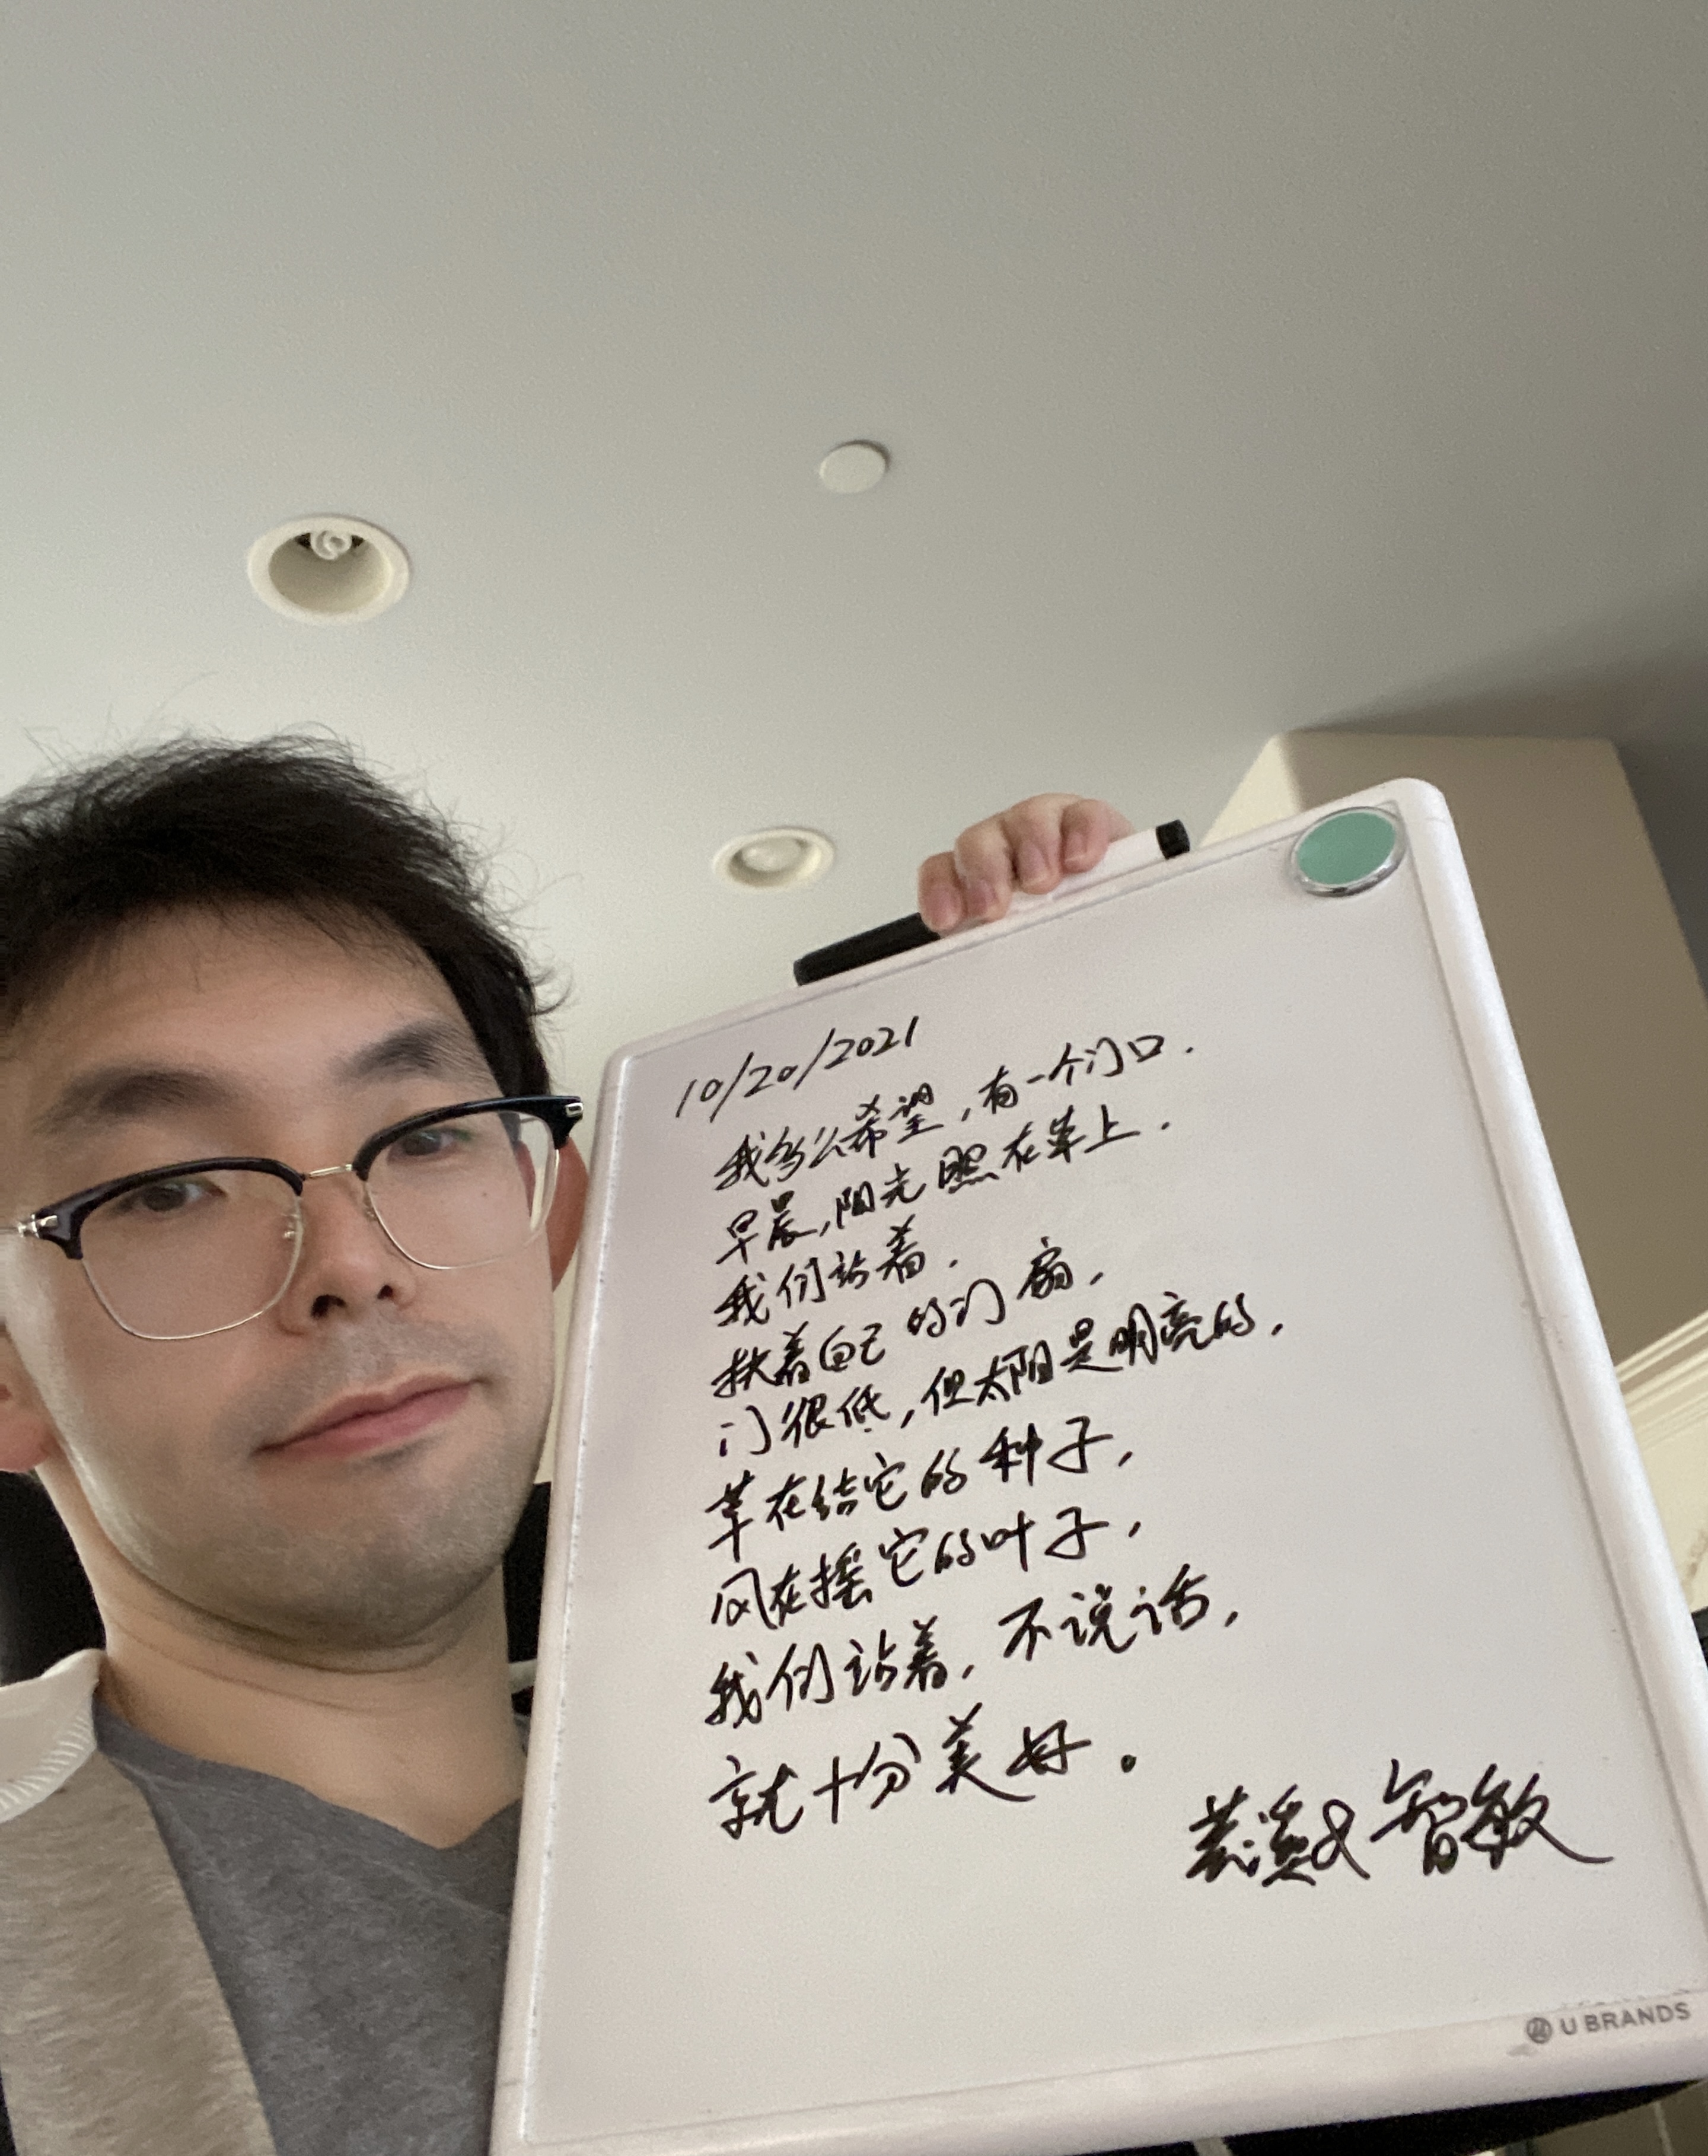 10/20/2021
我多么希望,有一个门口.
早晨,阳光照在草上.
我们站着.
扶着自己的门扇,
门很低,但太阳是明亮的,
草在结它的种子,
风在摇它的叶子,
我们站着,不说话,
就十分美好。
智敏
U BRANDS